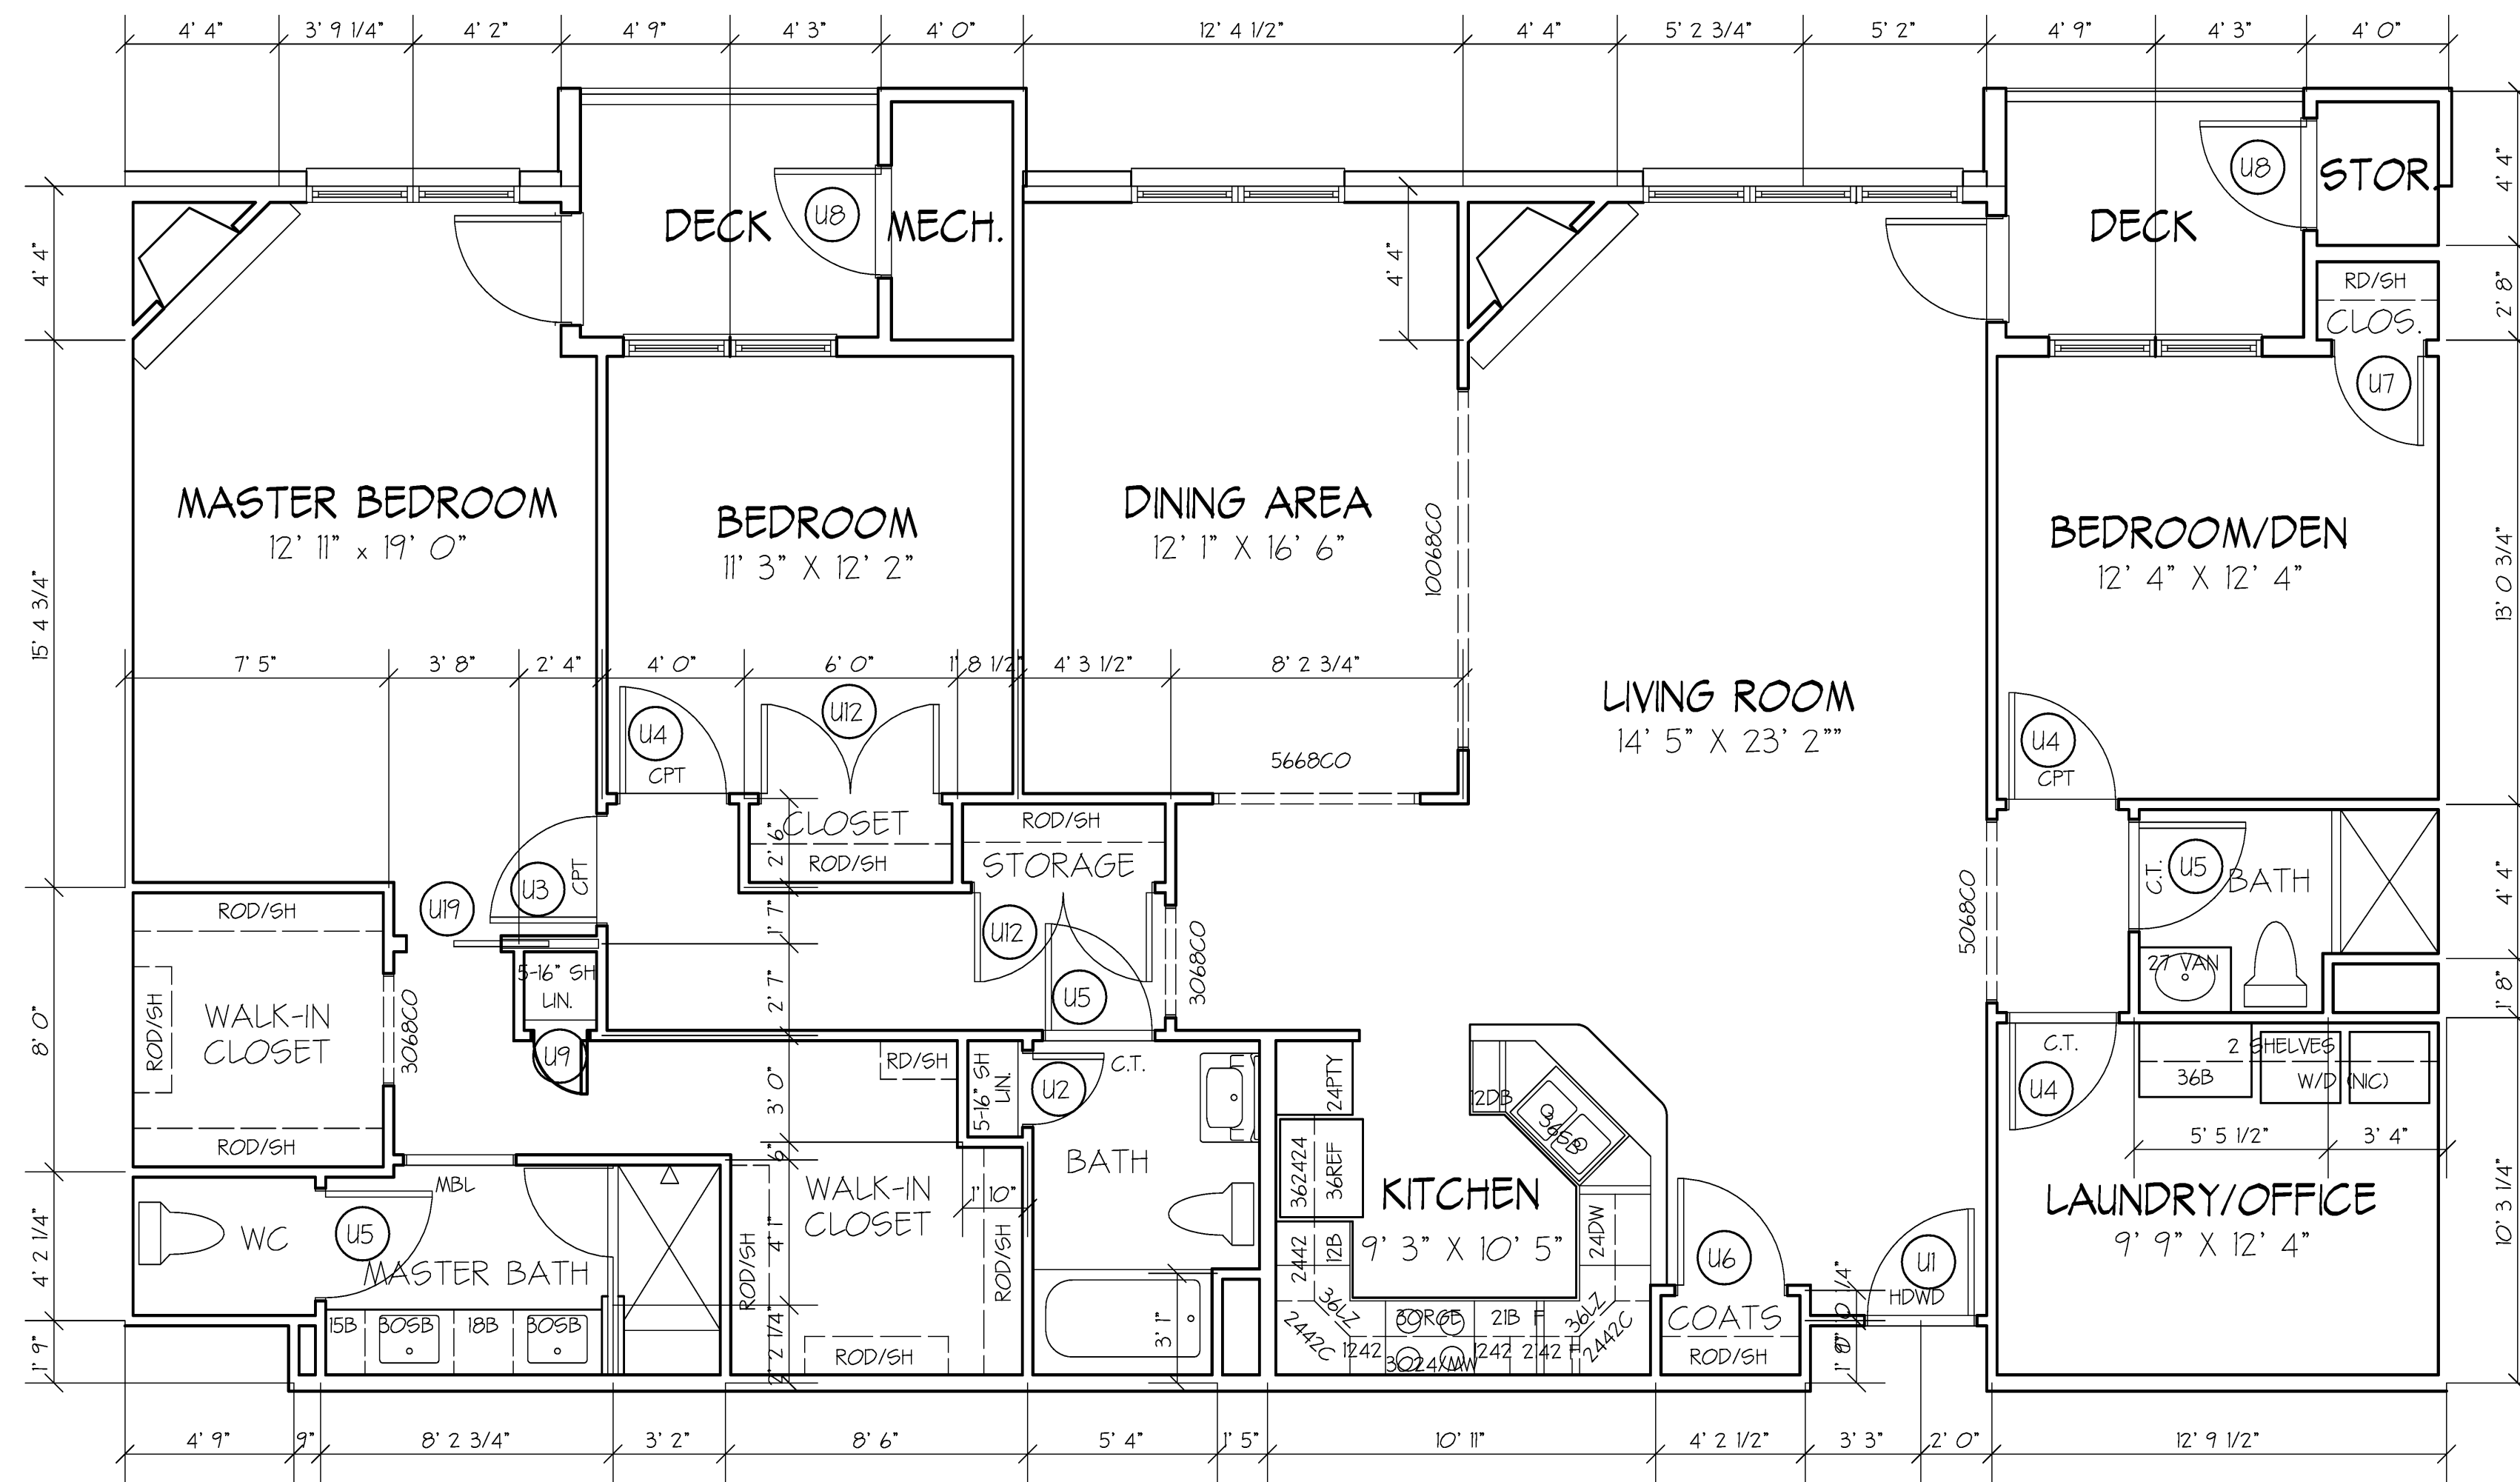 4' 4"
3' 9 1/4"
4' 2"
4' 9"
4' 3"
4' 0"
12' 4 1/2"
4' 4"
5' 2 3/4"
5' 2"
4' 9"
4' 3"
4' 0"
DECK
U8
MECH.
DECK
U8
STOR.
4' 4"
4' 4"
4' 4"
RD/SH
CLOS.
2' 8"
U7
MASTER BEDROOM
12' 11" x 19' 0"
BEDROOM
11' 3" X 12' 2"
DINING AREA
12' 1" X 16' 6"
10068CO
BEDROOM/DEN
12' 4" X 12' 4"
13' 0 3/4"
15' 4 3/4"
7' 5"
3' 8"
2' 4"
4' 0"
6' 0"
1' 8 1/2"
4' 3 1/2"
8' 2 3/4"
LIVING ROOM
14' 5" X 23' 2""
U4
CPT
U12
5668CO
U4
CPT
2' 6"
CLOSET
ROD/SH
ROD/SH
STORAGE
U3
CPT
U19
1' 7"
U12
3068CO
5068CO
C.T.
U5
BATH
4' 4"
27 VAN
1' 8"
ROD/SH
ROD/SH
WALK-IN
CLOSET
ROD/SH
3068CO
8' 0"
5-16" SH
LIN.
U9
2' 7"
U5
RD/SH
5-16" SH
LIN.
U2
C.T.
3' 0"
24PTY
12DB
36SB
C.T.
U4
2 SHELVES
36B
W/D (NIC)
5' 5 1/2"
3' 4"
6"
BATH
362424
36REF
KITCHEN
9' 3" X 10' 5"
24DW
LAUNDRY/OFFICE
9' 9" X 12' 4"
10' 3 1/4"
MBL
WC
U5
MASTER BATH
4' 2 1/4"
WALK-IN
CLOSET
1' 10"
ROD/SH
4' 1"
ROD/SH
2442
12B
U6
U1
HDWD
1' 9"
15B
30SB
18B
30SB
2' 2 1/4"
ROD/SH
3' 1"
36LZ
2442C
30RGE
21B
F
36LZ
2442C
1242
3024/MW
1242
2142
F
COATS
ROD/SH
4' 9"
9"
8' 2 3/4"
3' 2"
8' 6"
5' 4"
1' 5"
10' 11"
4' 2 1/2"
3' 3"
2' 0"
12' 9 1/2"